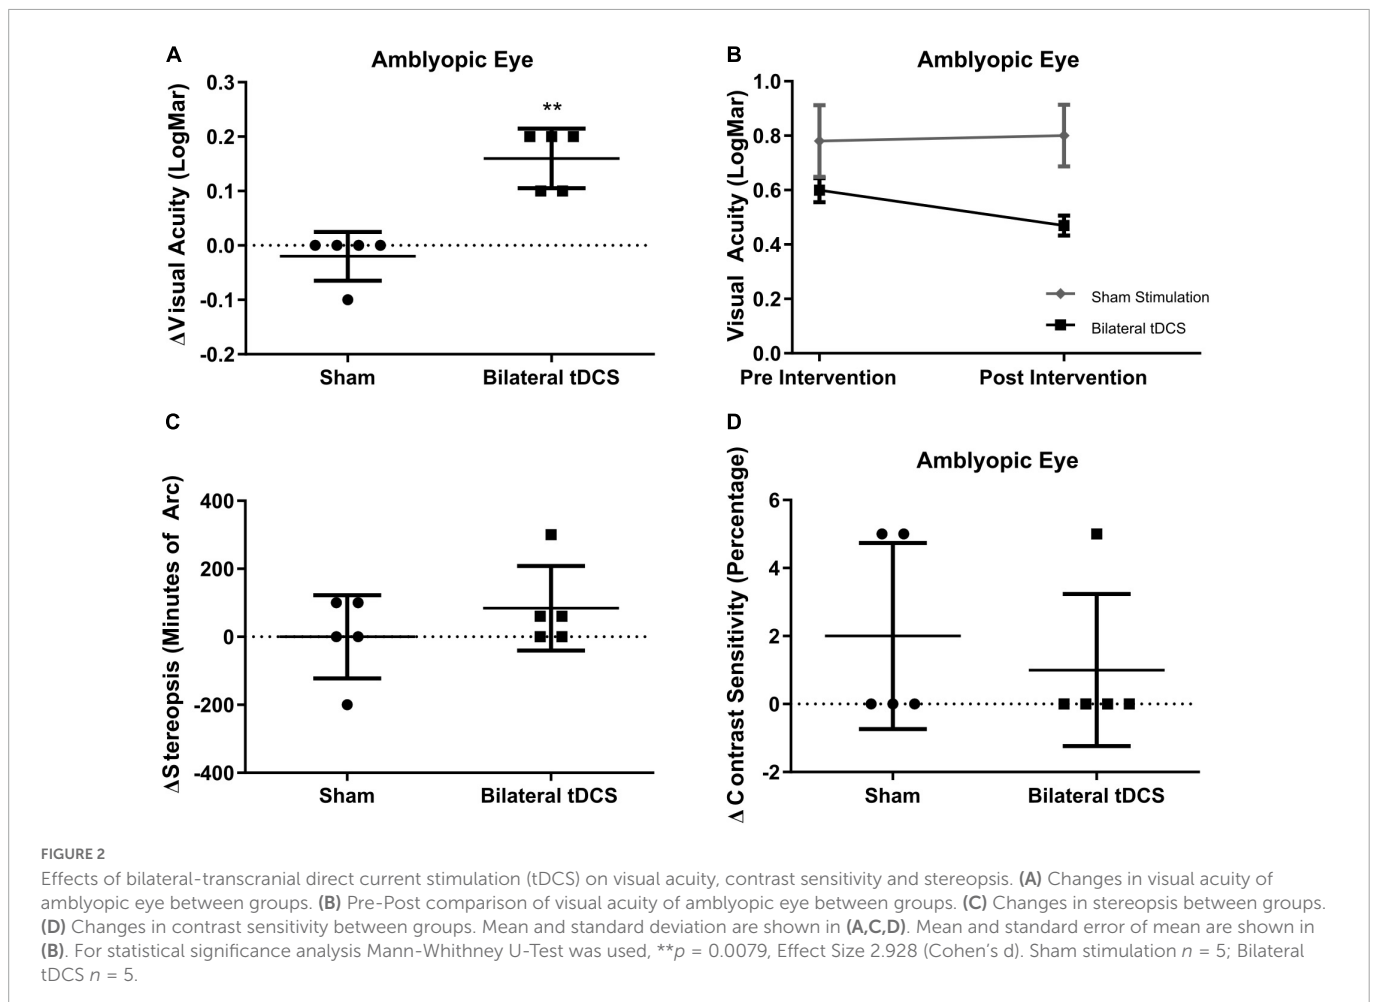 A
Amblyopic Eye
ΔVisual Acuity (LogMar)
0.3
0.2
0.1
0.0
-0.1
-0.2
**
Sham
Bilateral tDCS
B
Amblyopic Eye
Visual Acuity (LogMar)
1.0
0.8
0.6
0.4
0.2
0.0
Sham Stimulation
Bilateral tDCS
Pre Intervention
Post Intervention
C
ΔStereopsis (Minutes of Arc)
400
200
0
-200
-400
Sham
Bilateral tDCS
D
Amblyopic Eye
Δ Contrast Sensitivity (Percentage)
6
4
2
0
-2
Sham
Bilateral tDCS
FIGURE 2
Effects of bilateral-transcranial direct current stimulation (tDCS) on visual acuity, contrast sensitivity and stereopsis. (A) Changes in visual acuity of
amblyopic eye between groups. (B) Pre-Post comparison of visual acuity of amblyopic eye between groups. (C) Changes in stereopsis between groups.
(D) Changes in contrast sensitivity between groups. Mean and standard deviation are shown in (A,C,D). Mean and standard error of mean are shown in
(B). For statistical significance analysis Mann-Whithney U-Test was used, **p = 0.0079, Effect Size 2.928 (Cohen's d). Sham stimulation n = 5; Bilateral
tDCS n = 5.